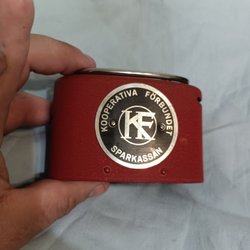 KOOPERATIVA FÖRBUNDET
KF
SPARKASSAN